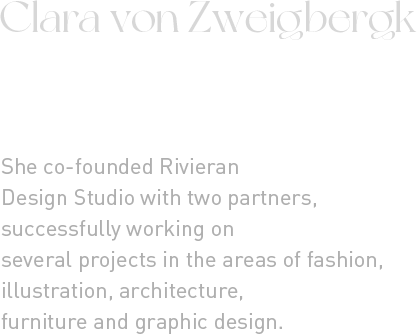 Clara von Zweigbergk
She co-founded Rivieran
Design Studio with two partners,
successfully working on
several projects in the areas of fashion,
illustration, architecture,
furniture and graphic design.